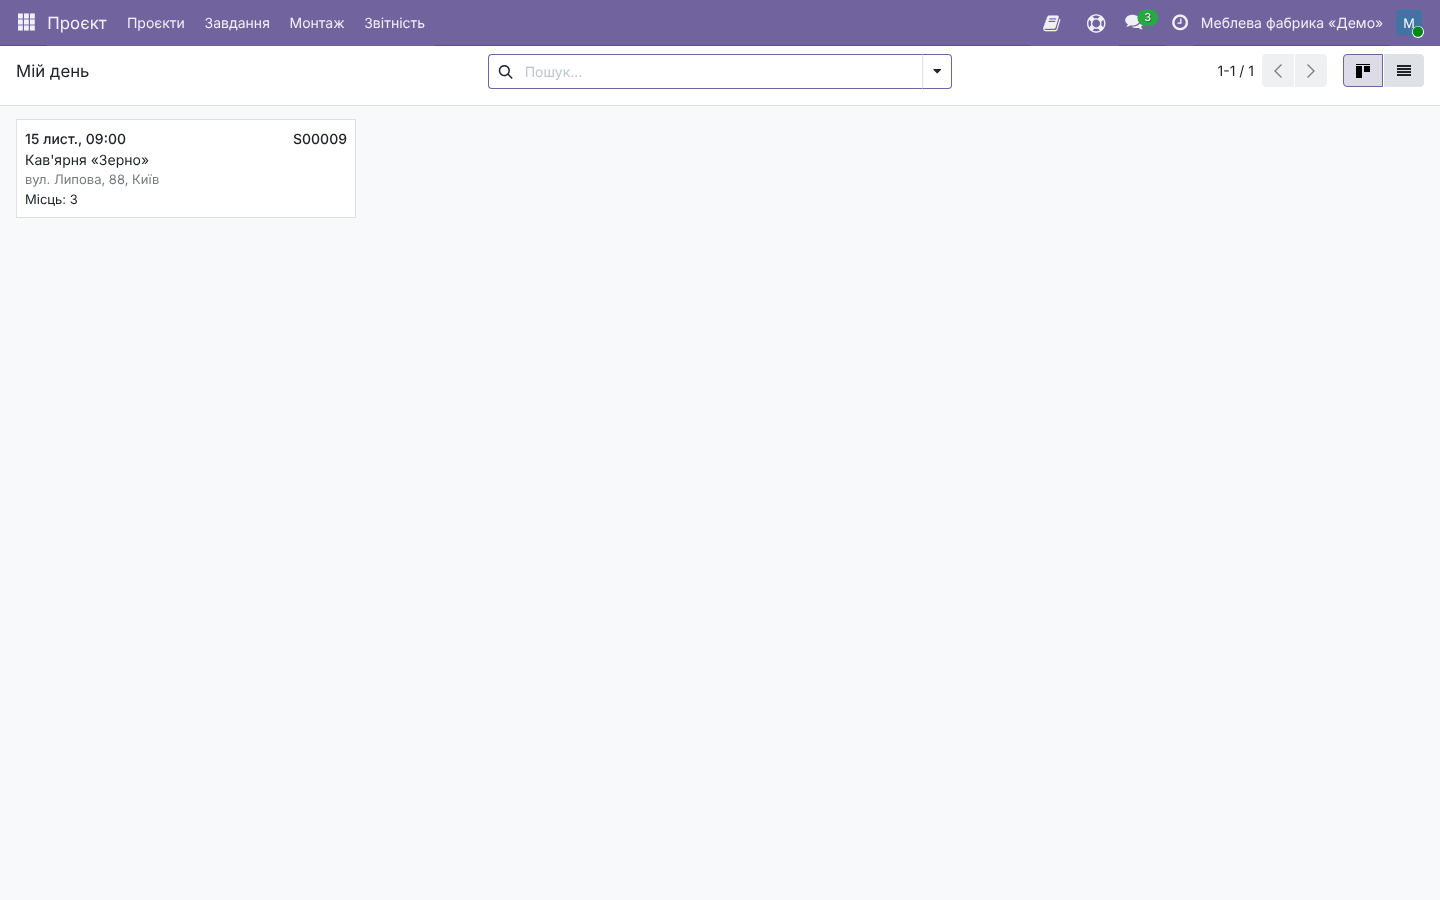 Проєкт Проєкти Завдання Монтаж Звітність 3 Меблева фабрика «Демо» M
Мій день Пошук... 1-1 / 1
15 лист., 09:00 S00009
Кав'ярня «Зерно»
вул. Липова, 88, Київ
Місць: 3